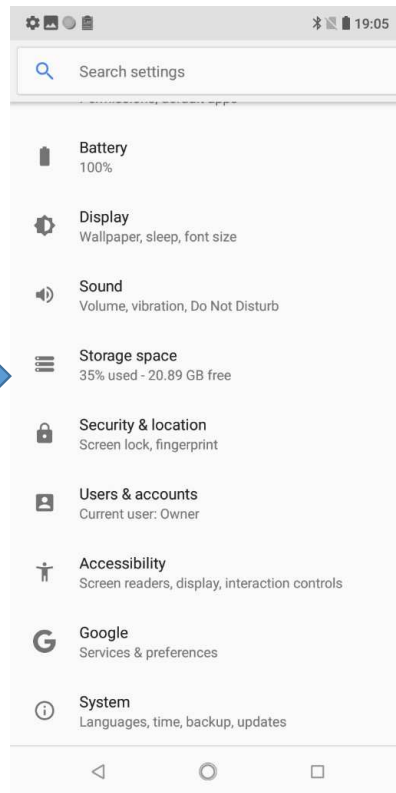 19:05
Search settings
Battery
100%
Display
Wallpaper, sleep, font size
Sound
Volume, vibration, Do Not Disturb
Storage space
35% used - 20.89 GB free
Security & location
Screen lock, fingerprint
Users & accounts
Current user: Owner
Accessibility
Screen readers, display, interaction controls
Google
Services & preferences
System
Languages, time, backup, updates